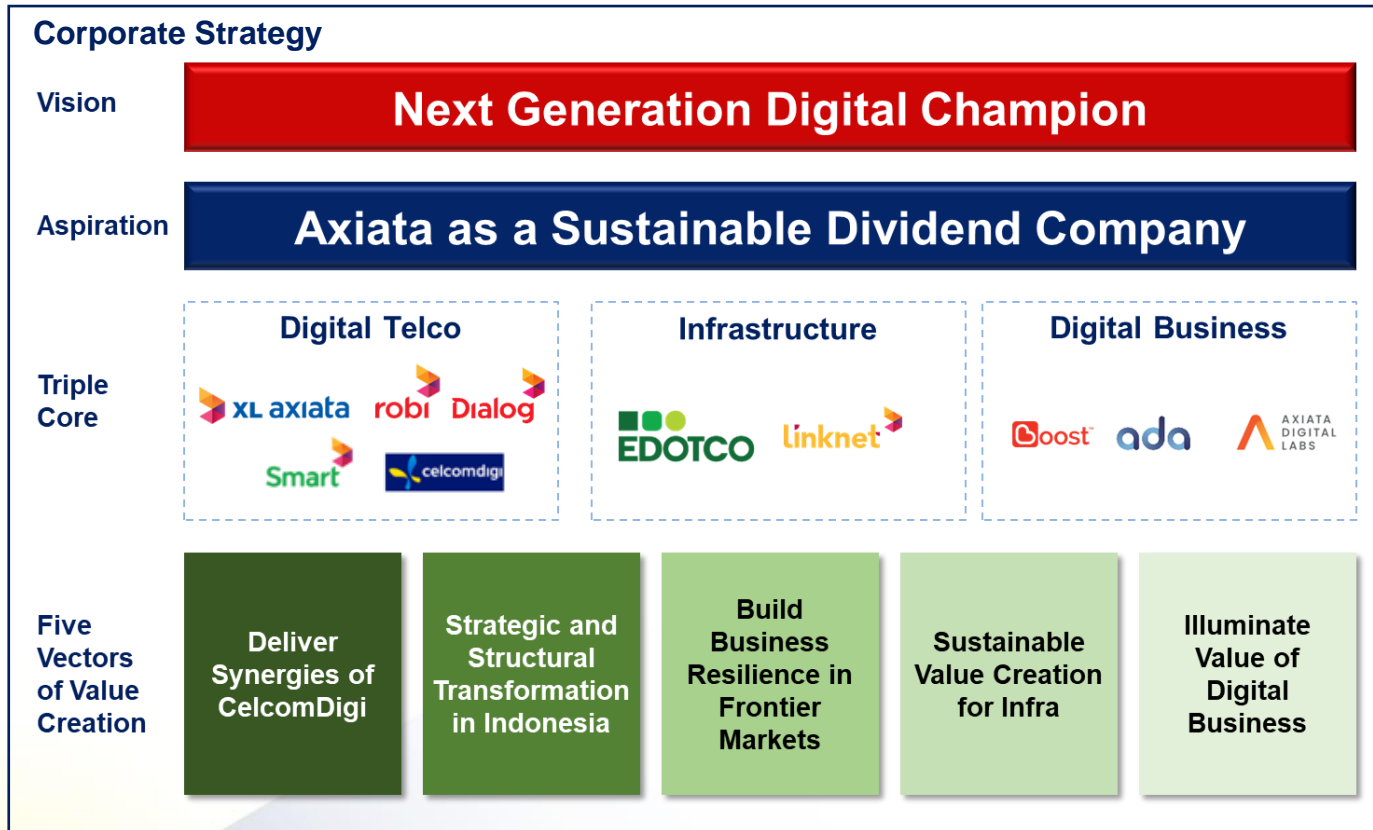 Corporate Strategy
Vision
Next Generation Digital Champion
Aspiration
Axiata as a Sustainable Dividend Company
Triple
Core
Digital Telco
XL axiata
robi
Dialog
Smart
celcomdigi
Infrastructure
EDOTCO
linknet
Digital Business
Boost™
ada
AXIATA
DIGITAL
LABS
Five
Vectors
of Value
Creation
Deliver
Synergies of
CelcomDigi
Strategic and
Structural
Transformation
in Indonesia
Build
Business
Resilience in
Frontier
Markets
Sustainable
Value Creation
for Infra
Illuminate
Value of
Digital
Business